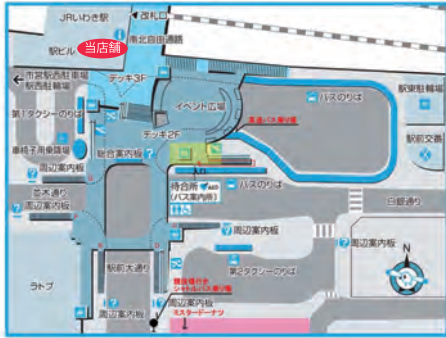 JRいわき駅
改札口
南北自由通路
駅ビル
当店舗
デッキ3F
市営駅西駐車場
駅西駐輪場
第1タクシーのりば
車椅子用乗降場
周辺案内板
並木通り
周辺案内板
総合案内板
デッキ2F
イベント広場
バスのりば
高速バス乗り場
駅東駐輪場
駅前交番
待合所
(バス案内所)
AED
バスのりば
白銀通り
周辺案内板
周辺案内板
第2タクシーのりば
駅前大通り
ラトブ
周辺案内板
周辺案内板
シャトルバス乗り場
ミスタードーナツ
N